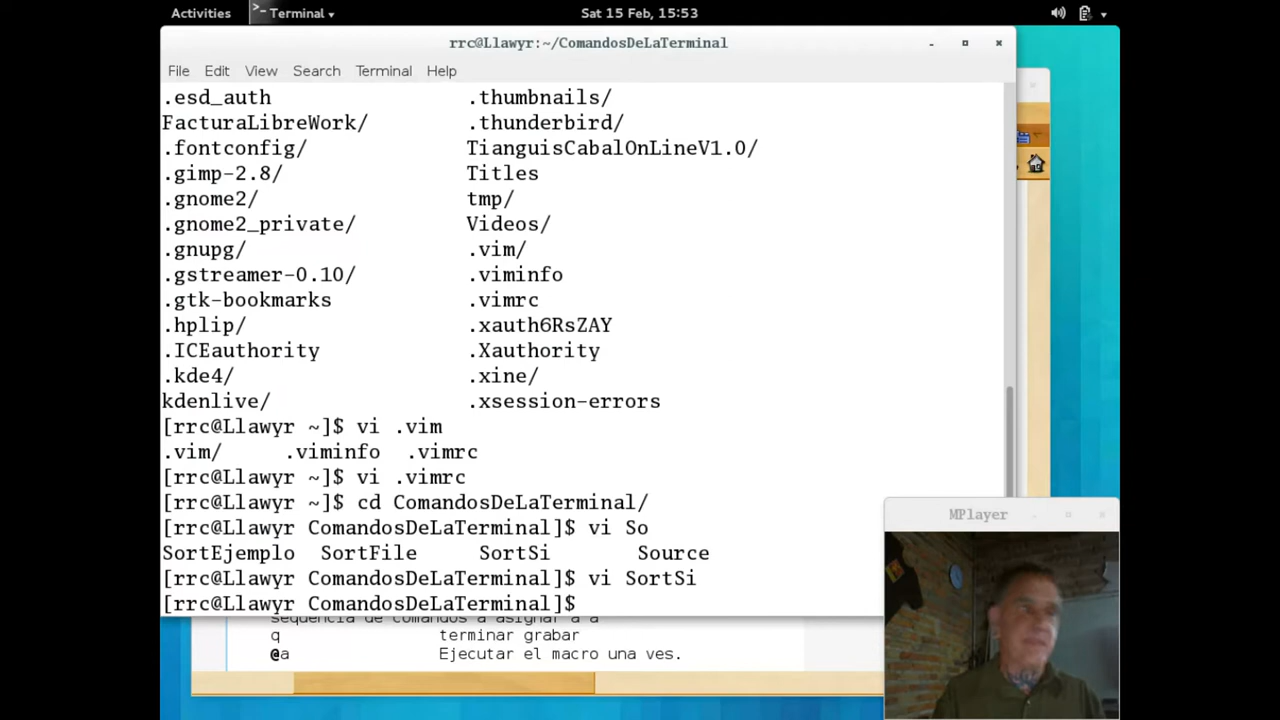 Activities Terminal Sat 15 Feb, 15:53
rrc@Llawyr:~/ComandosDeLaTerminal
File Edit View Search Terminal Help
.esd_auth .thumbnails/
FacturaLibreWork/ .thunderbird/
.fontconfig/ TianguisCabalOnLineV1.0/
.gimp-2.8/ Titles
.gnome2/ tmp/
.gnome2_private/ Videos/
.gnupg/ .vim/
.gstreamer-0.10/ .viminfo
.gtk-bookmarks .vimrc
.hplip/ .xauth6RsZAY
.ICEauthority .Xauthority
.kde4/ .xine/
kdenlive/ .xsession-errors
[rrc@Llawyr ~]$ vi .vim
.vim/ .viminfo .vimrc
[rrc@Llawyr ~]$ vi .vimrc
[rrc@Llawyr ~]$ cd ComandosDeLaTerminal/
[rrc@Llawyr ComandosDeLaTerminal]$ vi So
SortEjemplo SortFile SortSi Source
[rrc@Llawyr ComandosDeLaTerminal]$ vi SortSi
[rrc@Llawyr ComandosDeLaTerminal]$
MPlayer
sequencia de comandos a asignar a a
q terminar grabar
@a Ejecutar el macro una ves.